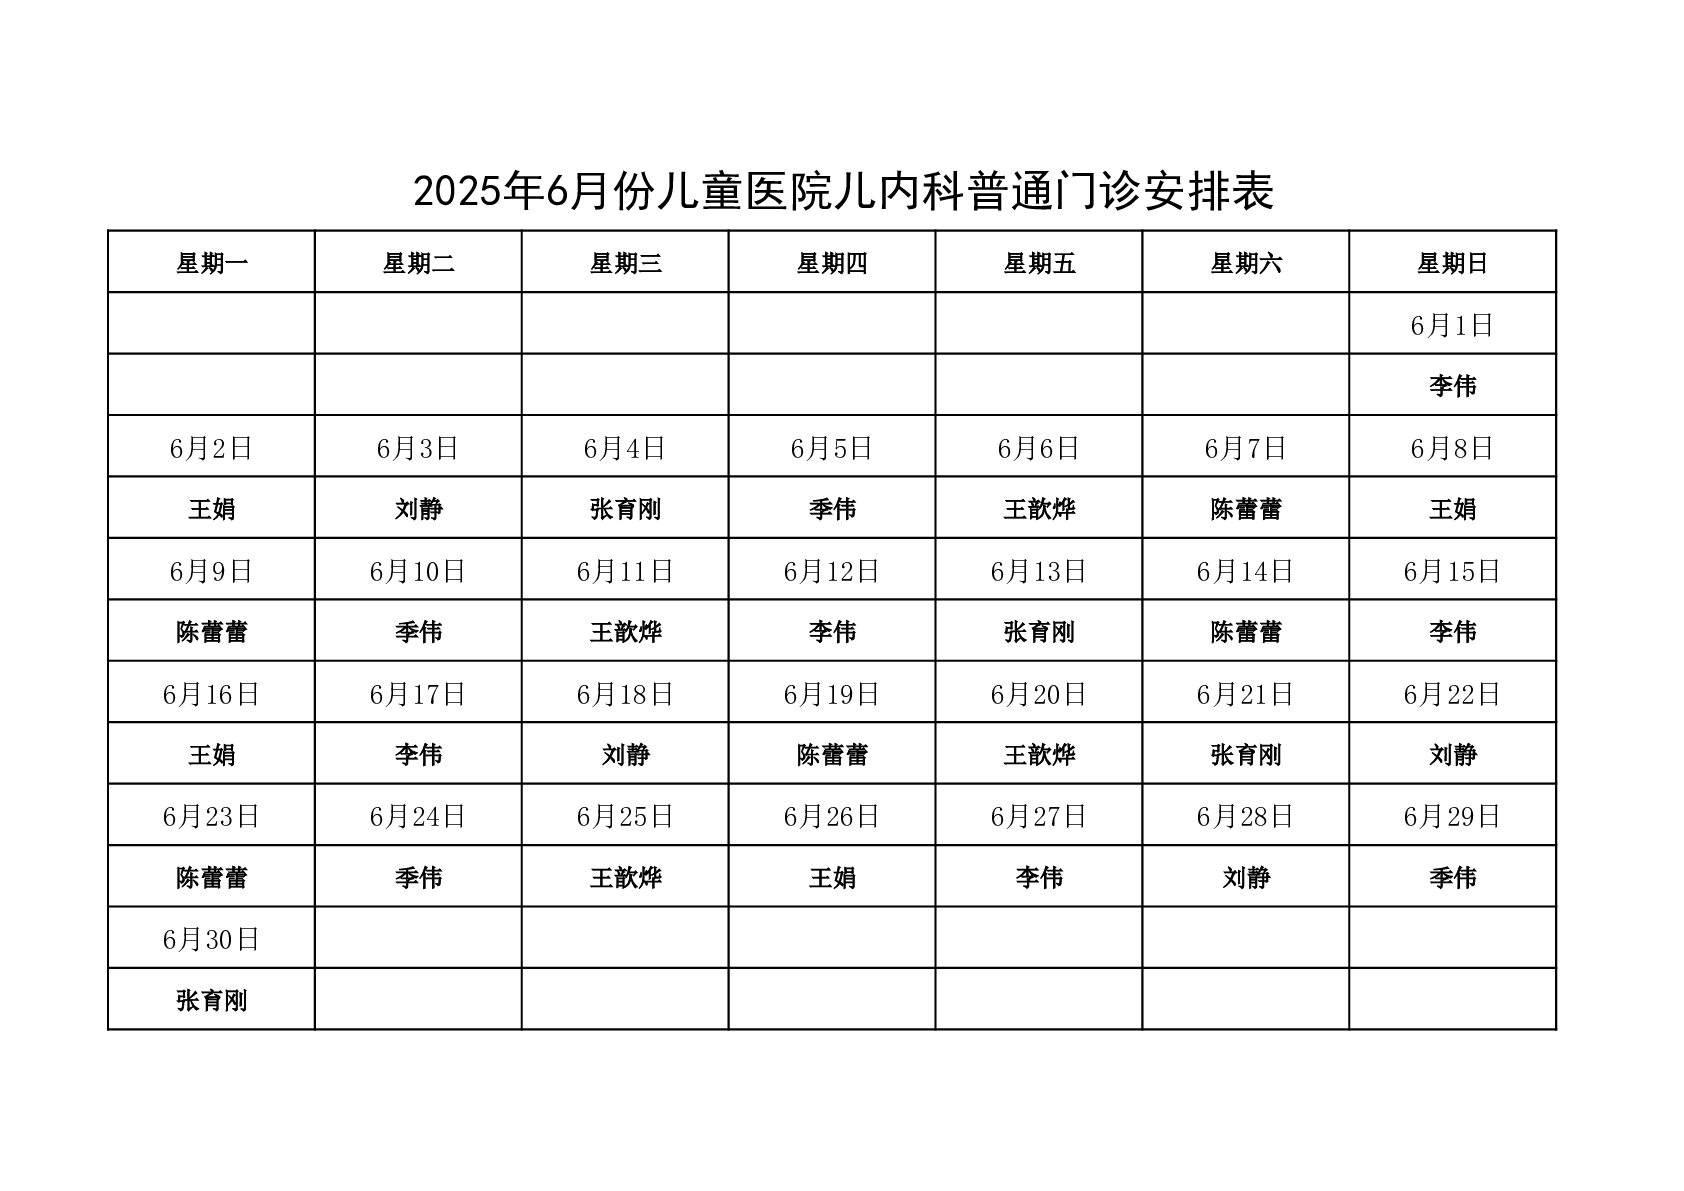 2025年6月份儿童医院儿内科普通门诊安排表
星期一 星期二 星期三 星期四 星期五 星期六 星期日
6月1日
李伟
6月2日 6月3日 6月4日 6月5日 6月6日 6月7日 6月8日
王娟 刘静 张育刚 季伟 王歆烨 陈蕾蕾 王娟
6月9日 6月10日 6月11日 6月12日 6月13日 6月14日 6月15日
陈蕾蕾 季伟 王歆烨 李伟 张育刚 陈蕾蕾 李伟
6月16日 6月17日 6月18日 6月19日 6月20日 6月21日 6月22日
王娟 李伟 刘静 陈蕾蕾 王歆烨 张育刚 刘静
6月23日 6月24日 6月25日 6月26日 6月27日 6月28日 6月29日
陈蕾蕾 季伟 王歆烨 王娟 李伟 刘静 季伟
6月30日
张育刚